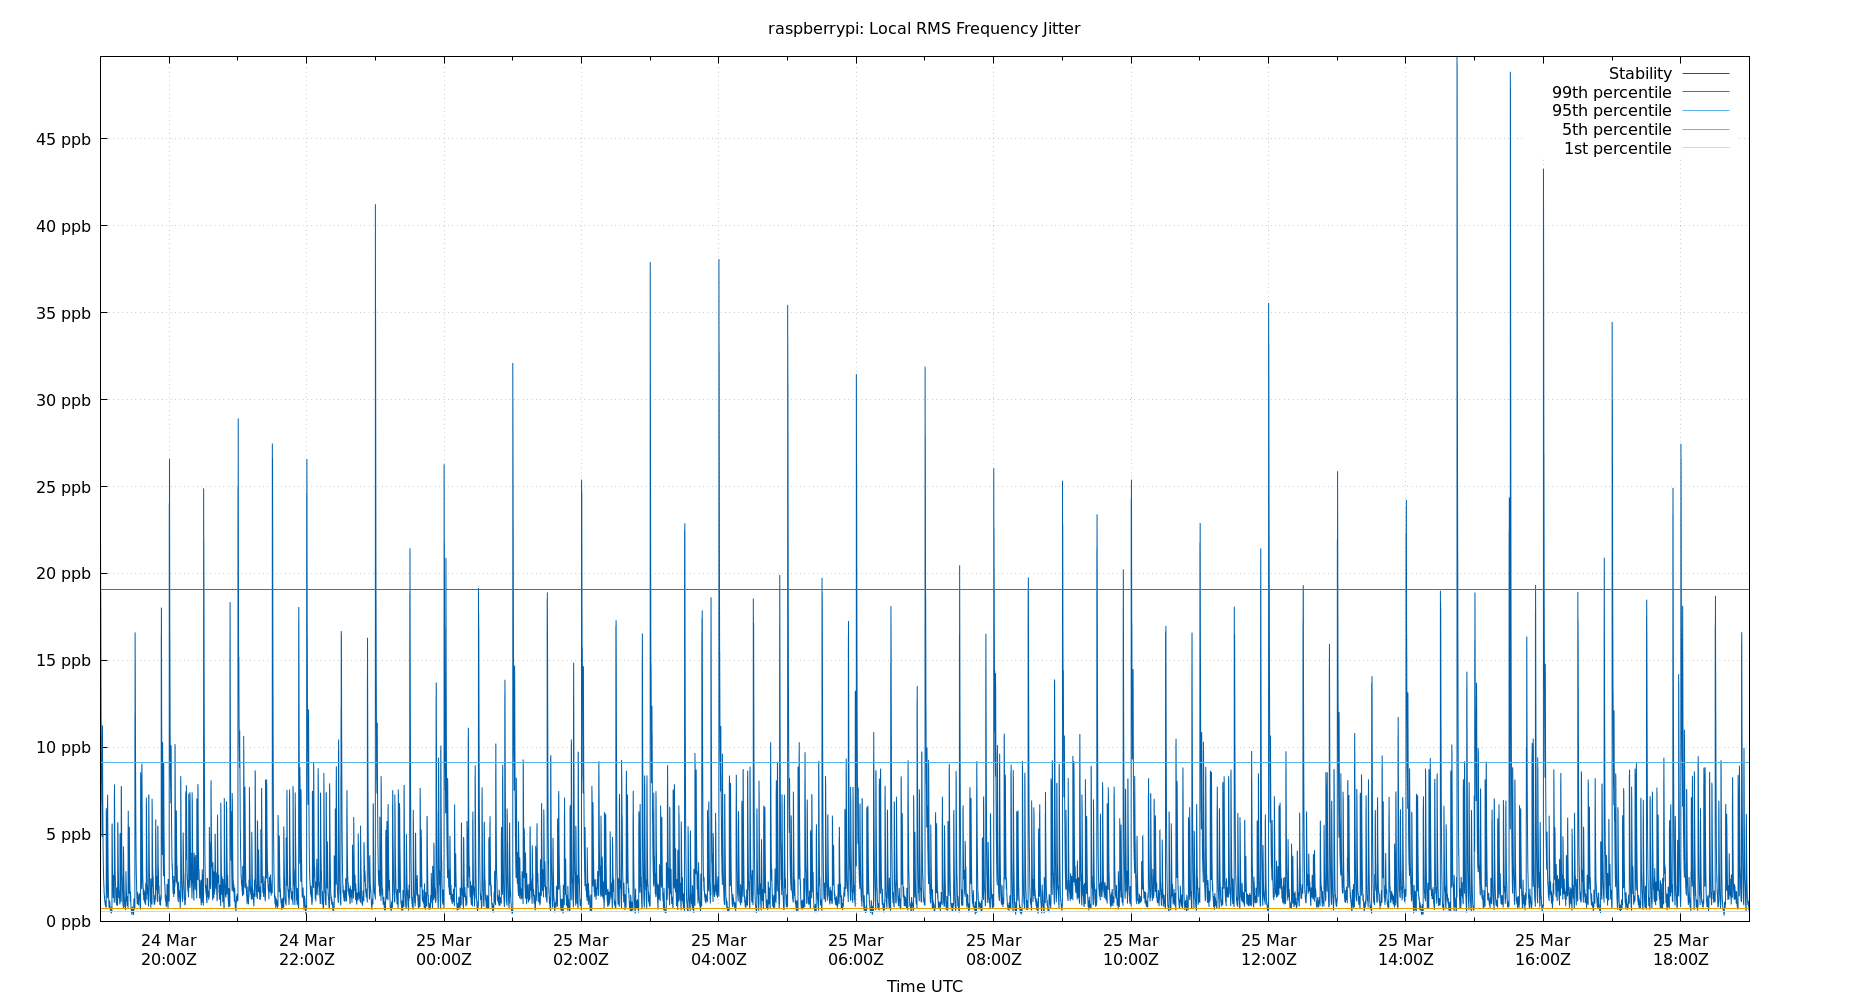 raspberrypi: Local RMS Frequency Jitter
Stability
99th percentile
95th percentile
5th percentile
1st percentile
45 ppb
40 ppb
35 ppb
30 ppb
25 ppb
20 ppb
15 ppb
10 ppb
5 ppb
0 ppb
24 Mar 24 Mar 25 Mar 25 Mar 25 Mar 25 Mar 25 Mar 25 Mar 25 Mar 25 Mar 25 Mar 25 Mar
20:00Z 22:00Z 00:00Z 02:00Z 04:00Z 06:00Z 08:00Z 10:00Z 12:00Z 14:00Z 16:00Z 18:00Z
Time UTC